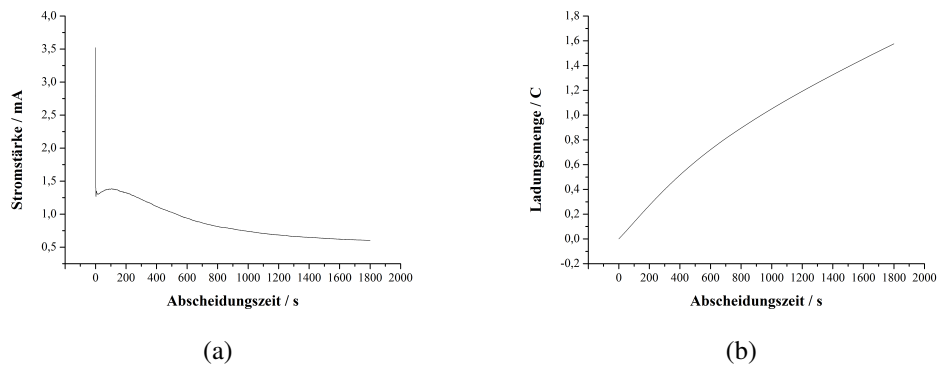 4,0
3,5
3,0
2,5
2,0
1,5
1,0
0,5
Stromstärke / mA
0 200 400 600 800 1000 1200 1400 1600 1800 2000
Abscheidungszeit / s
(a)
1,8
1,6
1,4
1,2
1,0
0,8
0,6
0,4
0,2
0,0
-0,2
Ladungsmenge / C
0 200 400 600 800 1000 1200 1400 1600 1800 2000
Abscheidungszeit / s
(b)